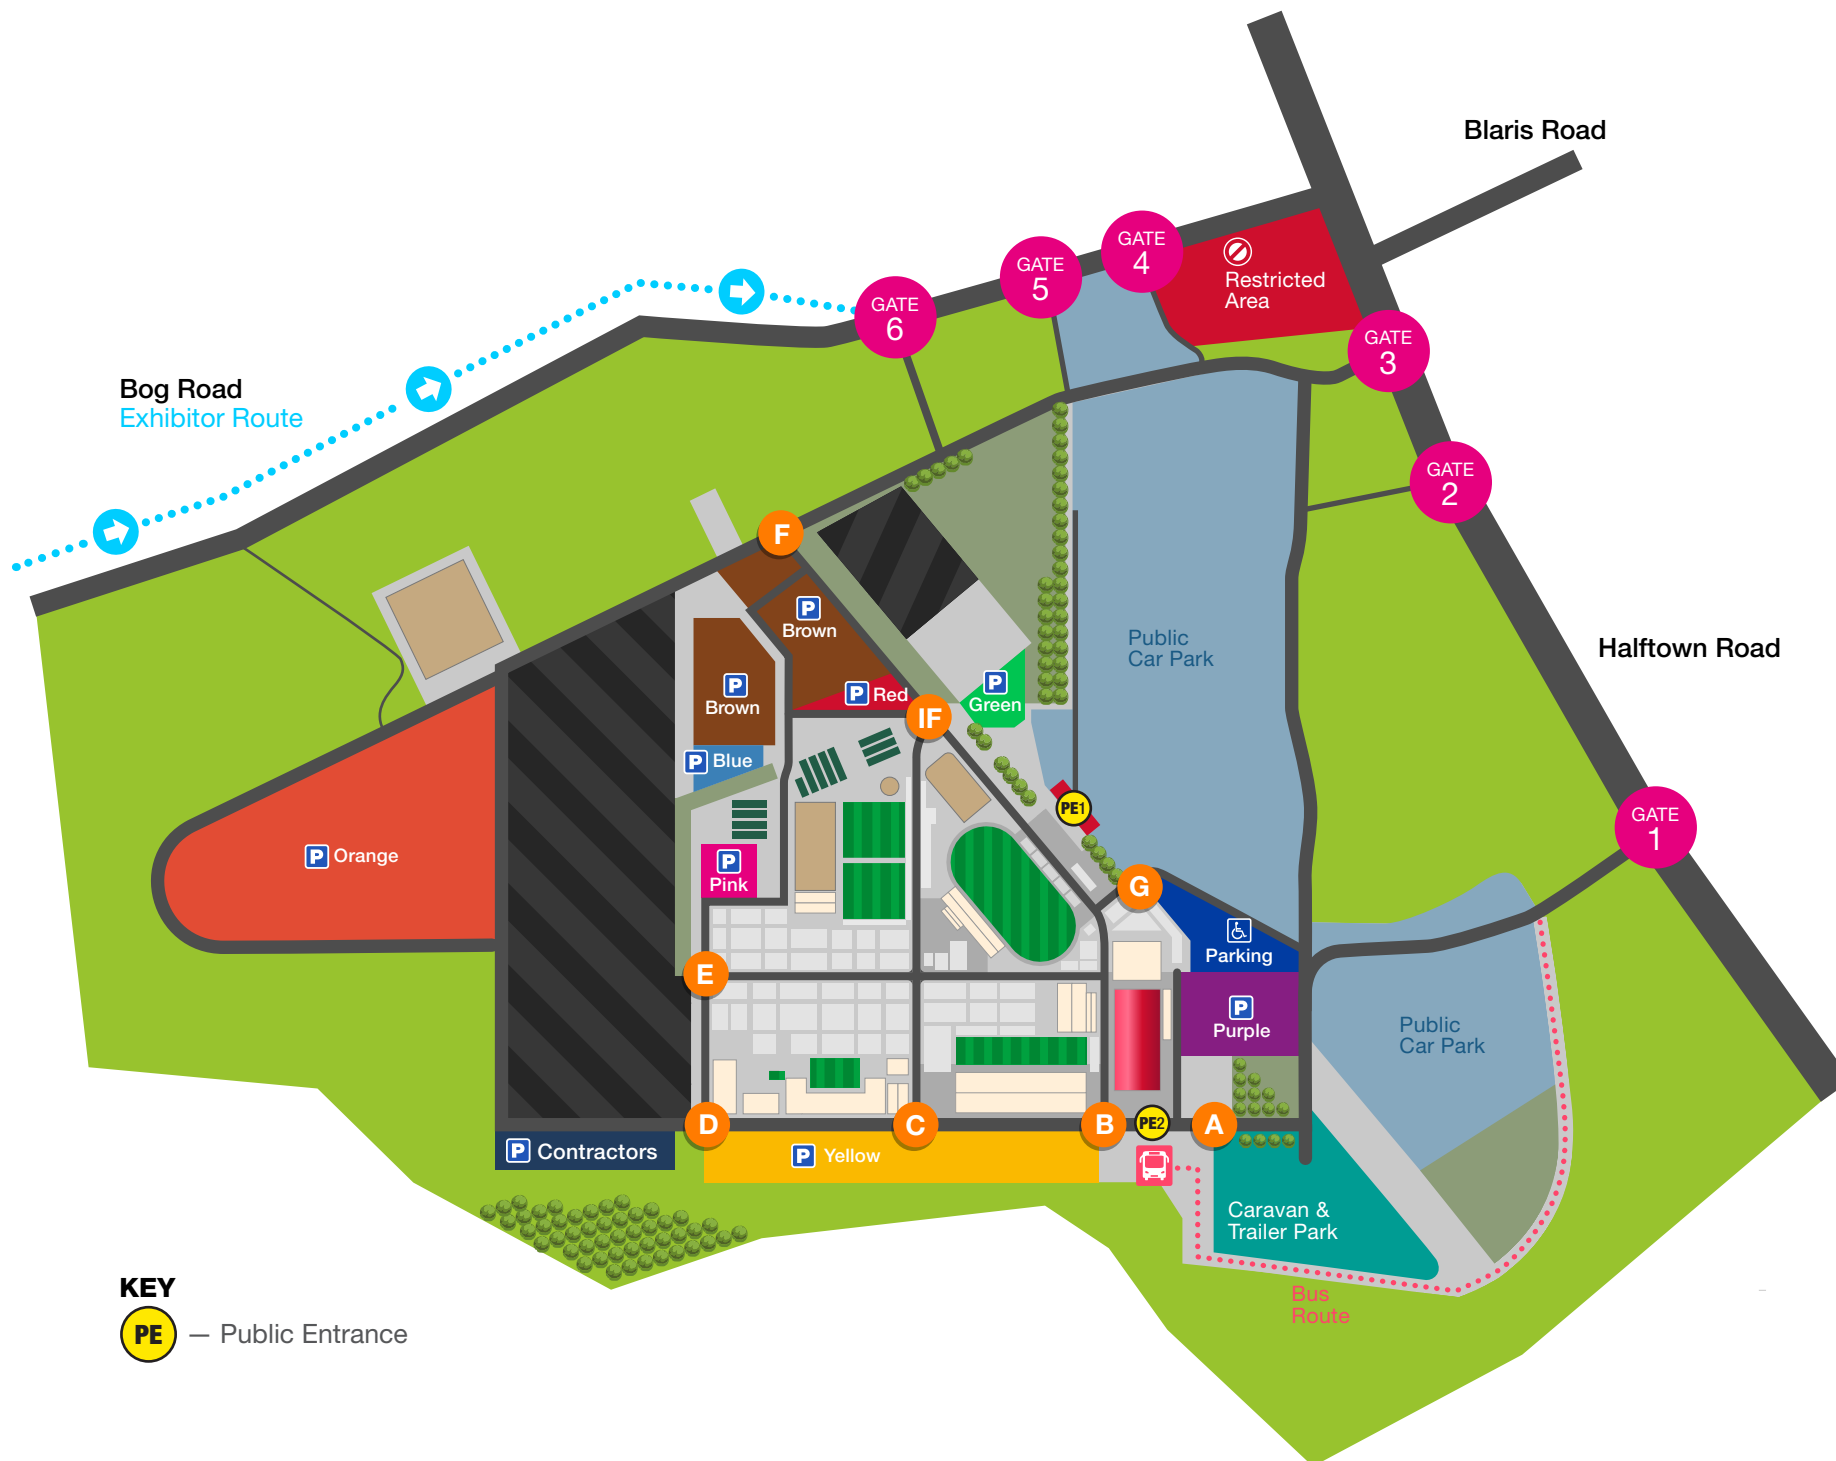 Blaris Road
GATE
4
GATE
5
Restricted
Area
GATE
6
GATE
3
Bog Road
Exhibitor Route
GATE
2
F
P
Brown
Public
Car Park
Halftown Road
P
Brown
P Red
P
Green
IF
P Blue
PE1
GATE
1
P Orange
P
Pink
G
Parking
E
P
Purple
Public
Car Park
D
C
B
PE2
A
P Contractors
P Yellow
Caravan &
Trailer Park
Bus
Route
KEY
PE — Public Entrance